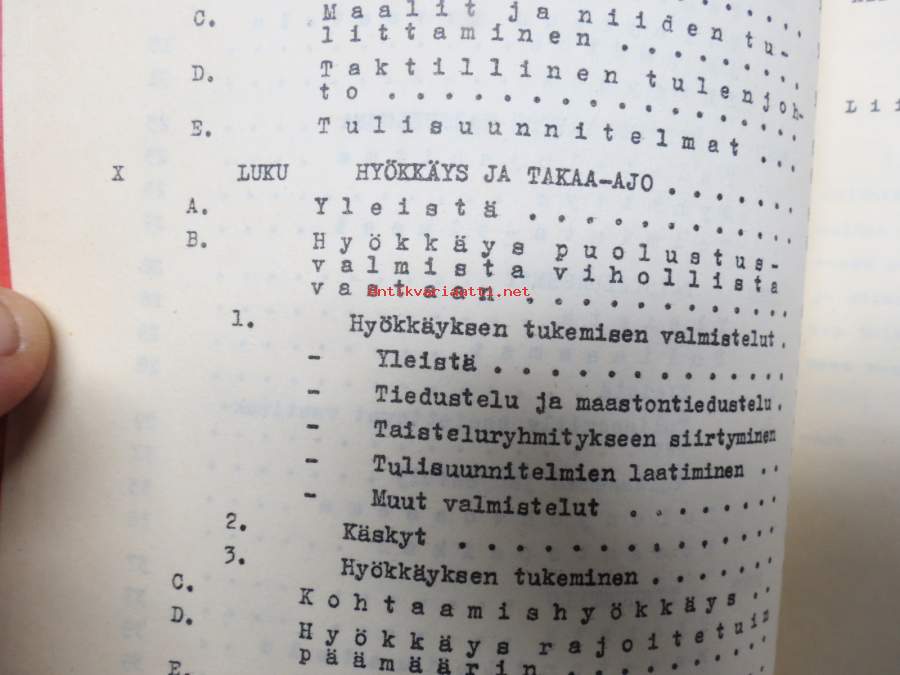 C. Maalit ja niiden tu-
littaminen . . . . . . .
D. Taktillinen tulenjoh-
to . . . . . . . . . . . .
E. Tulisuunnitelmat . . .
X LUKU HYÖKKÄYS JA TAKAA-AJO . . . . . . .
A. Yleistä . . . . . . . . . .
B. Hyökkäys puolustus-
valmista vihollista
vastaan . . . . . . . . . .
antikvariaatti.net
1. Hyökkäyksen tukemisen valmistelut .
- Yleistä . . . . . . . . . . . . .
- Tiedustelu ja maastontiedustelu .
- Taisteluryhmitykseen siirtyminen
- Tulisuunnitelmien laatiminen . .
- Muut valmistelut . . . . . . . .
2. Käskyt . . . . . . . . . . . . .
3. Hyökkäyksen tukeminen . . . . . .
C. Kohtaamishyökkäys . .
D. Hyökkäys rajoitetuin
päämäärin . . . . . . . .
E.